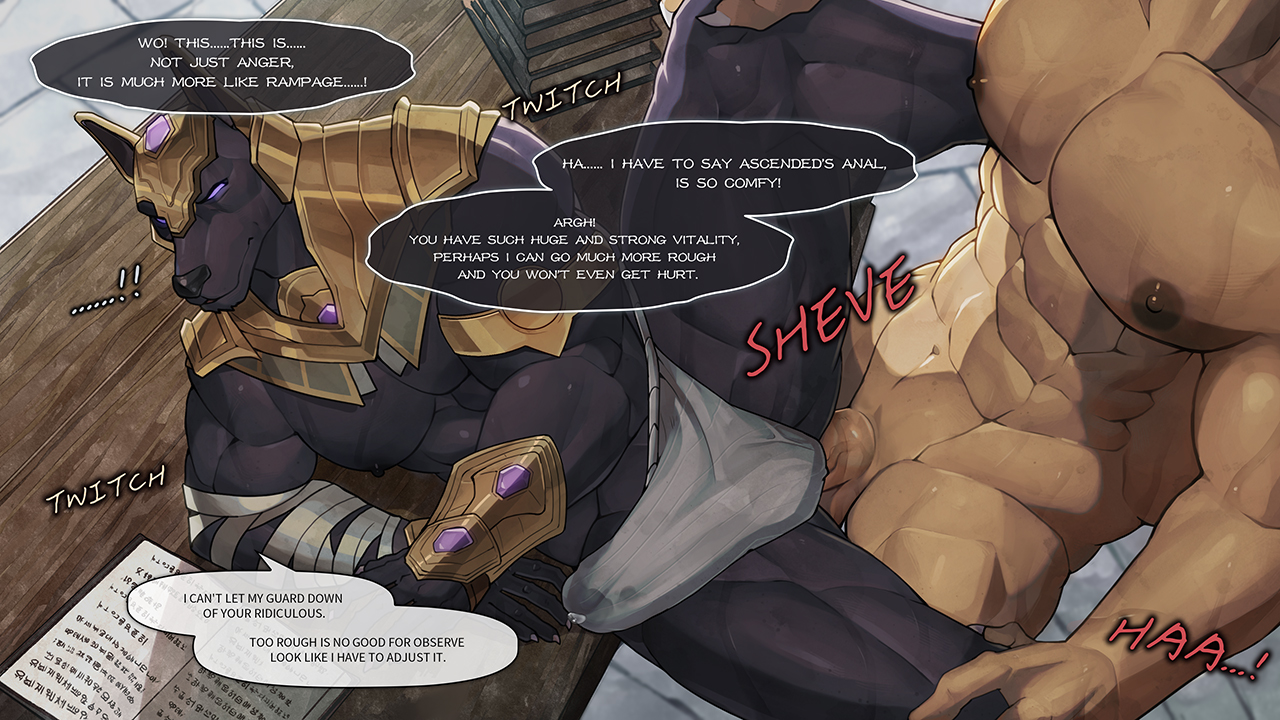 WO! THIS......THIS IS......
NOT JUST ANGER,
IT IS MUCH MORE LIKE RAMPAGE.....!
TWITCH
HA...... I HAVE TO SAY ASCENDED'S ANAL,
IS SO COMFY!
ARGH!
YOU HAVE SUCH HUGE AND STRONG VITALITY,
PERHAPS I CAN GO MUCH MORE ROUGH
AND YOU WON'T EVEN GET HURT.
......!!
SHEVE
TWITCH
I CAN'T LET MY GUARD DOWN
OF YOUR RIDICULOUS.
TOO ROUGH IS NO GOOD FOR OBSERVE
LOOK LIKE I HAVE TO ADJUST IT.
HAA...!